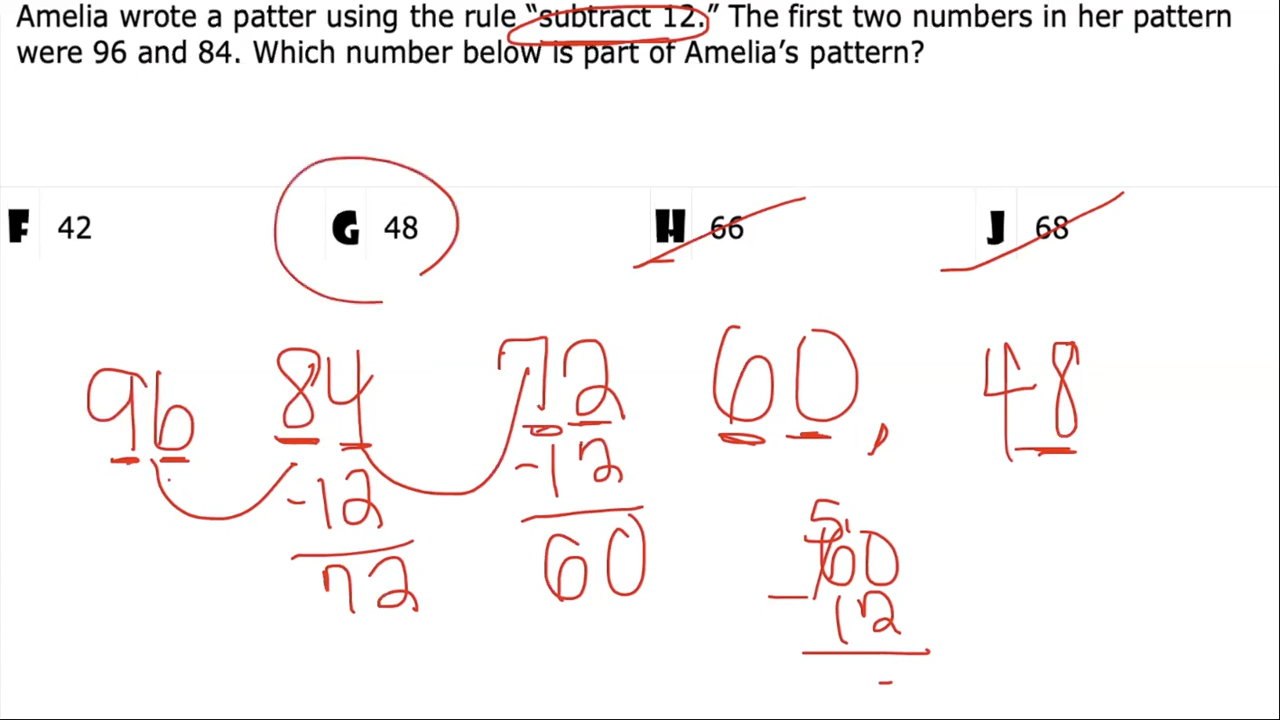 Amelia wrote a patter using the rule “subtract 12.” The first two numbers in her pattern
were 96 and 84. Which number below is part of Amelia’s pattern?
F 42 G 48 H 66 J 68
96 84 72 60, 48
-12 -12
72 60
5 1
60
- 12